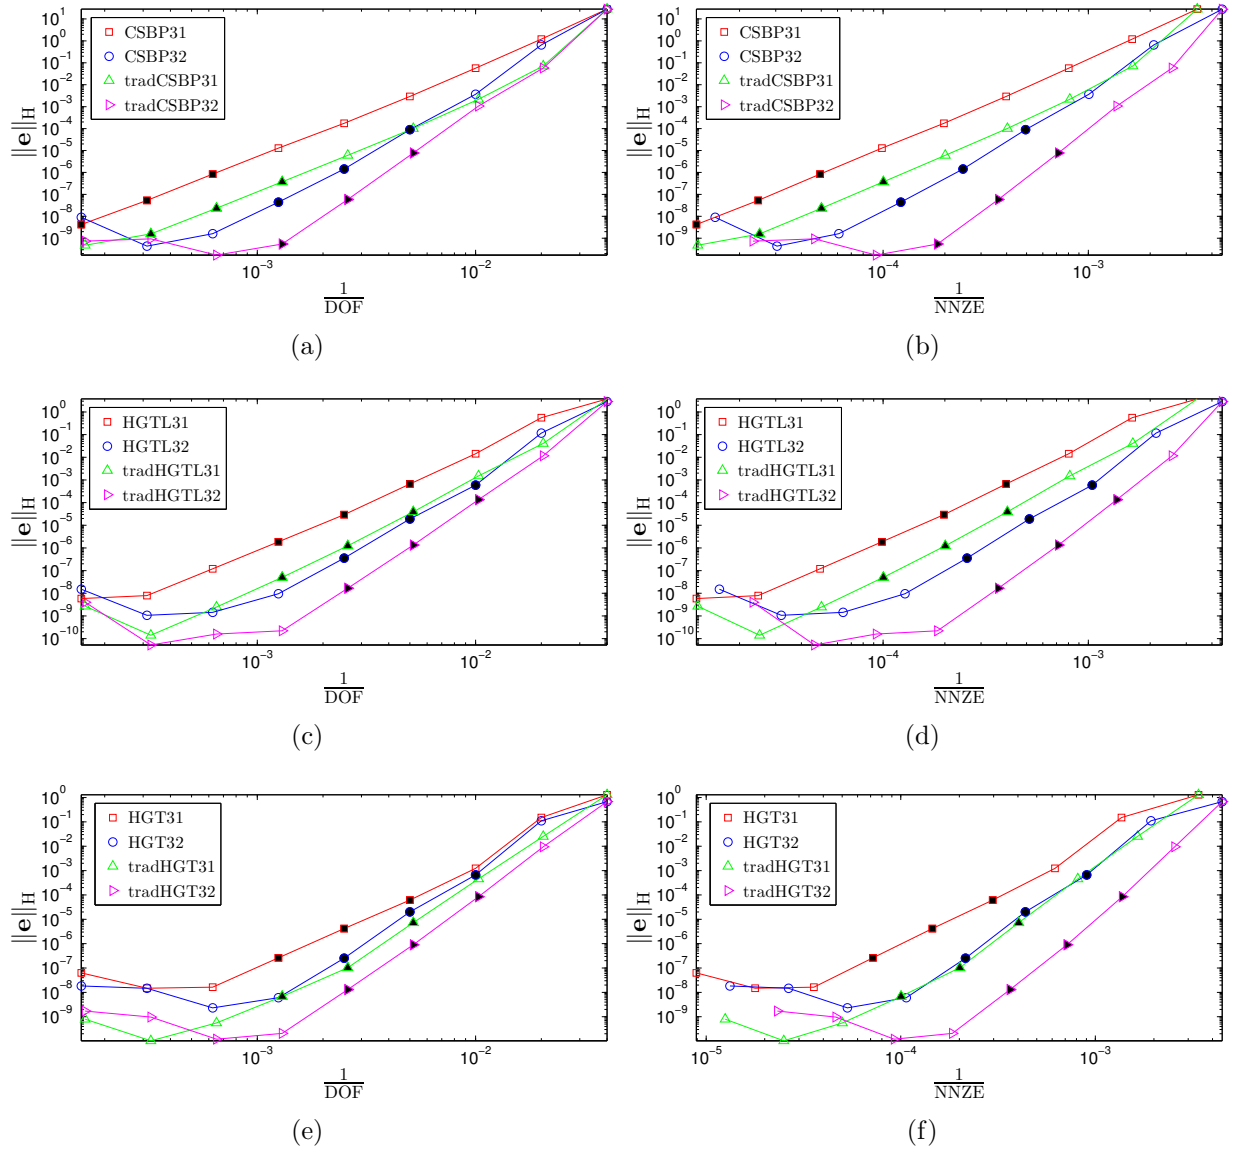 10^1
10^0
10^-1
10^-2
10^-3
10^-4
10^-5
10^-6
10^-7
10^-8
10^-9
||e||_H
CSBP31
CSBP32
tradCSBP31
tradCSBP32
10^-3
10^-2
1/DOF
(a)
10^1
10^0
10^-1
10^-2
10^-3
10^-4
10^-5
10^-6
10^-7
10^-8
10^-9
||e||_H
CSBP31
CSBP32
tradCSBP31
tradCSBP32
10^-4
10^-3
1/NNZE
(b)
10^0
10^-1
10^-2
10^-3
10^-4
10^-5
10^-6
10^-7
10^-8
10^-9
10^-10
||e||_H
HGTL31
HGTL32
tradHGTL31
tradHGTL32
10^-3
10^-2
1/DOF
(c)
10^0
10^-1
10^-2
10^-3
10^-4
10^-5
10^-6
10^-7
10^-8
10^-9
10^-10
||e||_H
HGTL31
HGTL32
tradHGTL31
tradHGTL32
10^-4
10^-3
1/NNZE
(d)
10^0
10^-1
10^-2
10^-3
10^-4
10^-5
10^-6
10^-7
10^-8
10^-9
||e||_H
HGT31
HGT32
tradHGT31
tradHGT32
10^-3
10^-2
1/DOF
(e)
10^0
10^-1
10^-2
10^-3
10^-4
10^-5
10^-6
10^-7
10^-8
10^-9
||e||_H
HGT31
HGT32
tradHGT31
tradHGT32
10^-5
10^-4
10^-3
1/NNZE
(f)